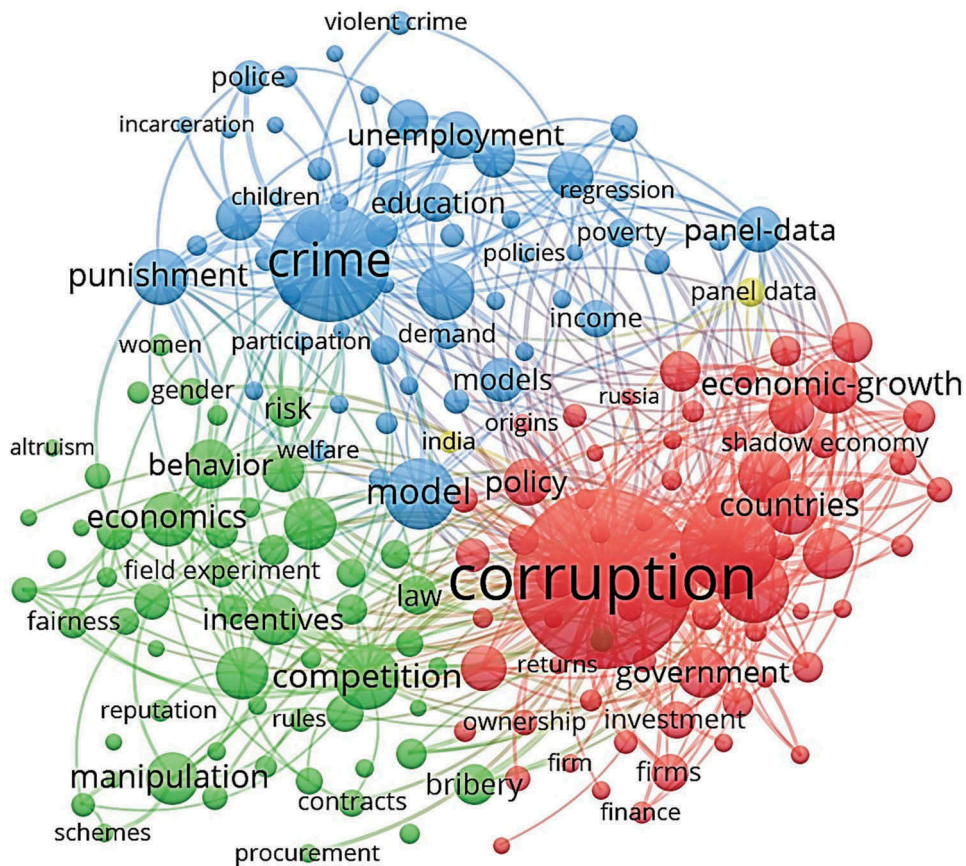 violent crime
police
incarceration
unemployment
children
education
regression
crime
policies
poverty
panel-data
punishment
panel data
women
participation
demand
income
gender
risk
models
russia
economic-growth
origins
altruism
behavior
welfare
india
shadow economy
model
policy
countries
economics
field experiment
corruption
fairness
incentives
law
competition
returns
government
reputation
rules
ownership
investment
manipulation
bribery
firm
firms
schemes
contracts
finance
procurement